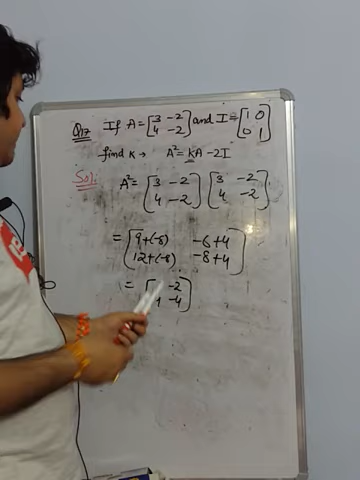 Q17 If A = [3 -2 4 -2] and I = [1 0 0 1]
find K → A² = kA - 2I
Sol:
A² = [3 -2 4 -2] [3 -2 4 -2]
= [9+(-8) -6+4
12+(-8) -8+4]
= [ -2
-4]